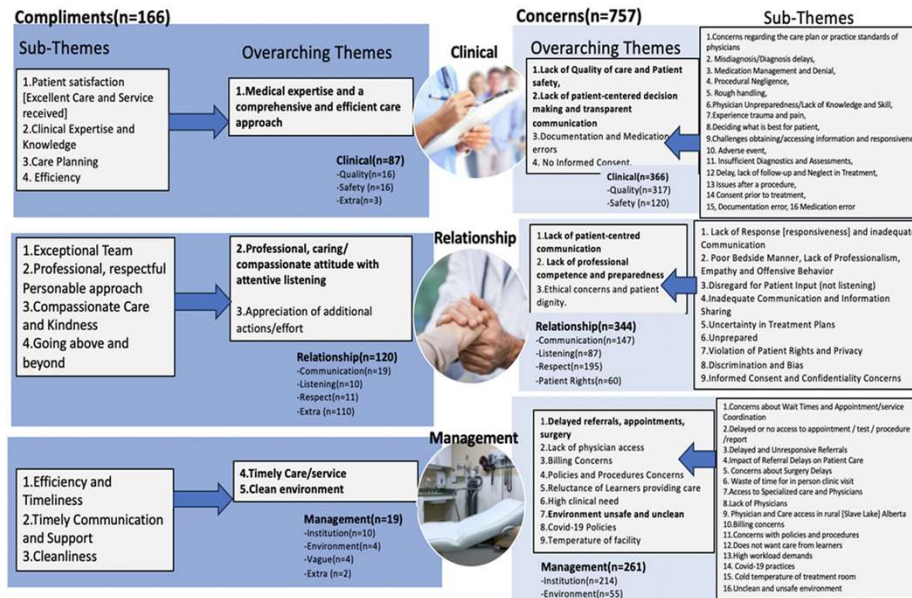 Compliments(n=166)
Sub-Themes
Overarching Themes
1.Patient satisfaction
[Excellent Care and Service
received]
2.Clinical Expertise and
Knowledge
3.Care Planning
4. Efficiency
1.Medical expertise and a
comprehensive and efficient care
approach
Clinical(n=87)
-Quality(n=16)
-Safety (n=16)
-Extra(n=3)
Clinical
Concerns(n=757)
Overarching Themes
Sub-Themes
1.Lack of Quality of care and Patient
safety,
2.Lack of patient-centered decision
making and transparent
communication
3.Documentation and Medication
errors
4. No Informed Consent.
Clinical(n=366)
-Quality(n=317)
-Safety (n=120)
1.Concerns regarding the care plan or practice standards of
physicians
2. Misdiagnosis/Diagnosis delays,
3. Medication Management and Denial,
4. Procedural Negligence,
5. Rough handling,
6.Physician Unpreparedness/Lack of Knowledge and Skill,
7.Experience trauma and pain,
8.Deciding what is best for patient,
9.Challenges obtaining/accessing information and responsivene
10. Adverse event,
11. Insufficient Diagnostics and Assessments,
12 Delay, lack of follow-up and Neglect in Treatment,
13 Issues after a procedure,
14 Consent prior to treatment,
15, Documentation error, 16 Medication error
1.Exceptional Team
2.Professional, respectful
Personable approach
3.Compassionate Care
and Kindness
4.Going above and
beyond
2.Professional, caring/
compassionate attitude with
attentive listening
3.Appreciation of additional
actions/effort
Relationship(n=120)
-Communication(n=19)
-Listening(n=10)
-Respect(n=11)
-Extra (n=110)
Relationship
1.Lack of patient-centred
communication
2. Lack of professional
competence and preparedness
3.Ethical concerns and patient
dignity.
Relationship(n=344)
-Communication(n=147)
-Listening(n=87)
-Respect(n=195)
-Patient Rights(n=60)
1. Lack of Response [responsiveness] and inadequate
Communication
2. Poor Bedside Manner, Lack of Professionalism,
Empathy and Offensive Behavior
3.Disregard for Patient Input (not listening)
4.Inadequate Communication and Information
Sharing
5.Uncertainty in Treatment Plans
6.Unprepared
7.Violation of Patient Rights and Privacy
8.Discrimination and Bias
9.Informed Consent and Confidentiality Concerns
1.Efficiency and
Timeliness
2.Timely Communication
and Support
3.Cleanliness
4.Timely Care/service
5.Clean environment
Management(n=19)
-Institution(n=10)
-Environment(n=4)
-Vague(n=4)
-Extra (n=2)
Management
1.Delayed referrals, appointments,
surgery
2.Lack of physician access
3.Billing Concerns
4.Policies and Procedures Concerns
5.Reluctance of Learners providing care
6.High clinical need
7.Environment unsafe and unclean
8.Covid-19 Policies
9.Temperature of facility
Management(n=261)
-Institution(n=214)
-Environment(n=55)
1.Concerns about Wait Times and Appointment/service
Coordination
2.Delayed or no access to appointment / test / procedure
/report
3.Delayed and Unresponsive Referrals
4.Impact of Referral Delays on Patient Care
5. Concerns about Surgery Delays
6. Waste of time for in person clinic visit
7.Access to Specialized care and Physicians
8.Lack of Physicians
9. Physician and Care access in rural [Slave Lake] Alberta
10.Billing concerns
11.Concerns with policies and procedures
12.Does not want care from learners
13.High workload demands
14. Covid-19 practices
15. Cold temperature of treatment room
16.Unclean and unsafe environment